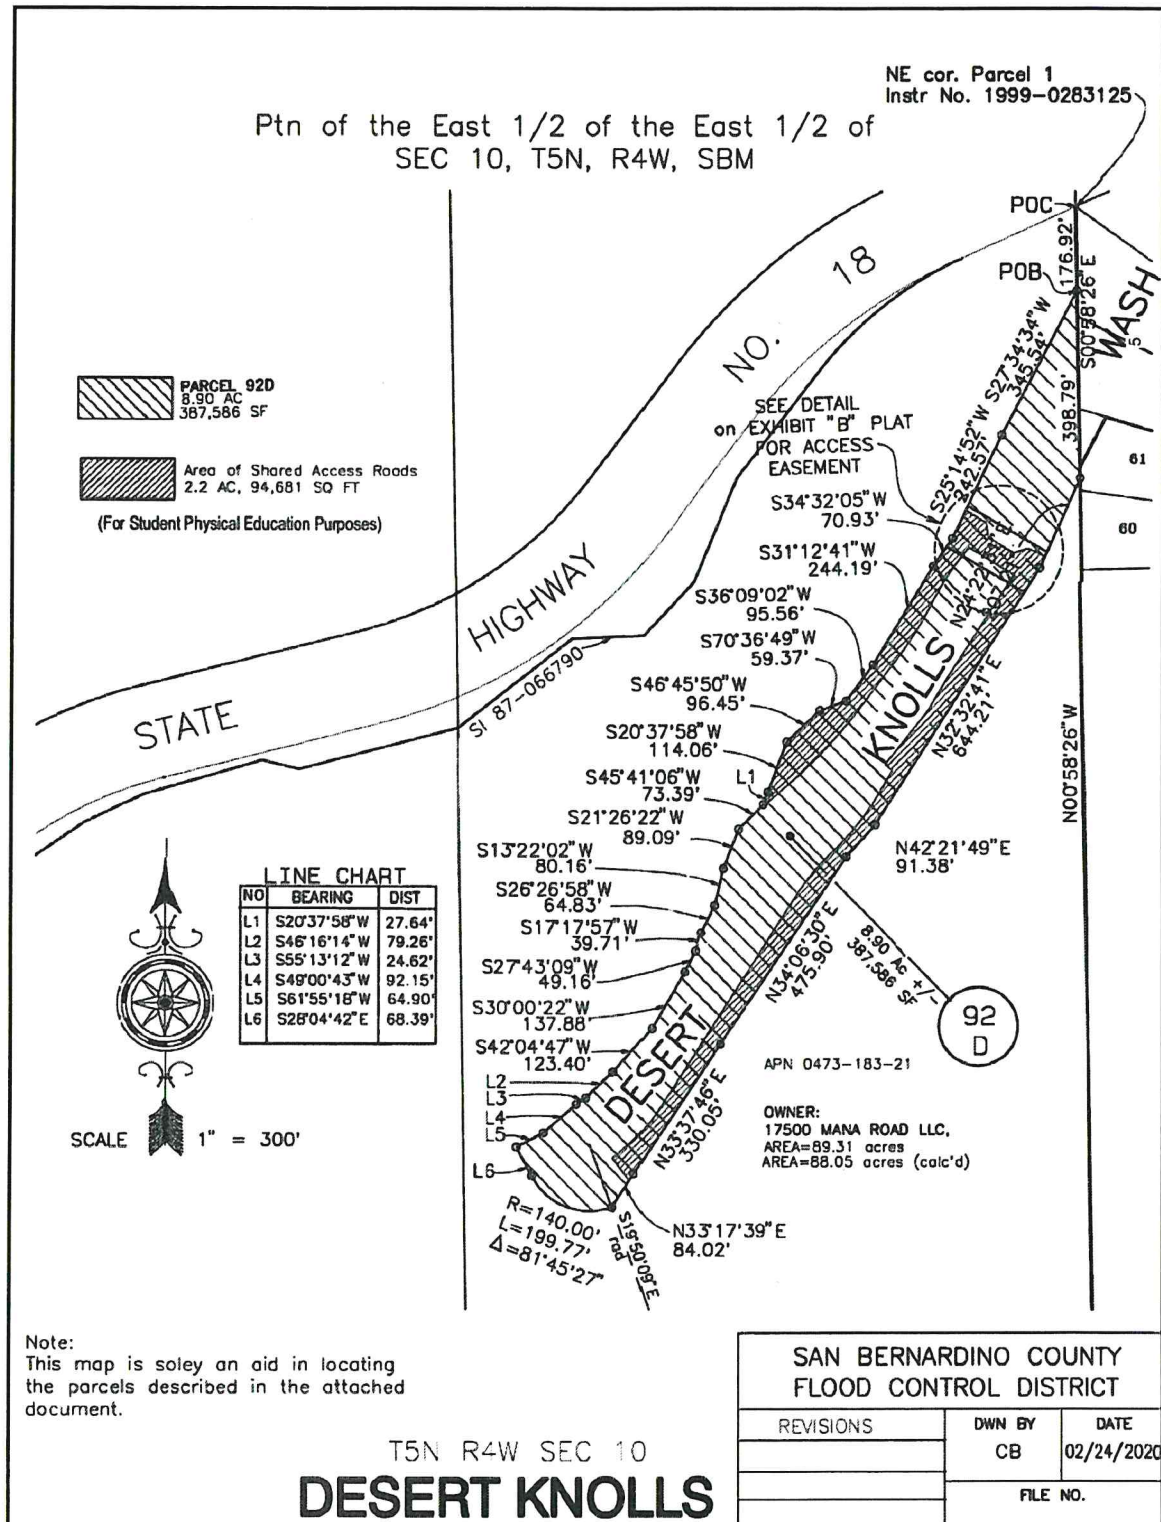 NE cor. Parcel 1
Instr No. 1999-0283125
Ptn of the East 1/2 of the East 1/2 of
SEC 10, T5N, R4W, SBM
POC
176.92'
POB
S00°58'26"E
WASH
5
NO. 18
S27°34'34"W
345.54'
398.79'
PARCEL 92D
8.90 AC
387,586 SF
SEE DETAIL
on EXHIBIT "B" PLAT
FOR ACCESS
EASEMENT
S25°14'52"W
242.57'
61
Area of Shared Access Roads
2.2 AC, 94,681 SQ FT
(For Student Physical Education Purposes)
S34°32'05"W
70.93'
60
S31°12'41"W
244.19'
S36°09'02"W
95.56'
S70°36'49"W
59.37'
HIGHWAY
KNOLLS
N32°32'41"E
644.21'
SI 87-066790
S46°45'50"W
96.45'
STATE
S20°37'58"W
114.06'
N00°58'26"W
L1
S45°41'06"W
73.39'
S21°26'22"W
89.09'
N42°21'49"E
91.38'
S13°22'02"W
80.16'
S26°26'58"W
64.83'
S17°17'57"W
39.71'
S27°43'09"W
49.16'
S30°00'22"W
137.88'
S42°04'47"W
123.40'
LINE CHART
NO BEARING DIST
L1 S20°37'58"W 27.64'
L2 S46°16'14"W 79.26'
L3 S55°13'12"W 24.62'
L4 S49°00'43"W 92.15'
L5 S61°55'18"W 64.90'
L6 S28°04'42"E 68.39'
N34°06'30"E
475.90'
8.90 Ac +/-
387,586 SF
92
D
DESERT
APN 0473-183-21
L2
L3
L4
L5
L6
N33°37'46"E
330.05'
OWNER:
17500 MANA ROAD LLC,
AREA=89.31 acres
AREA=88.05 acres (calc'd)
SCALE 1" = 300'
R=140.00'
L=199.77'
Δ=81°45'27"
S19°50'09"E
rad
N33°17'39"E
84.02'
Note:
This map is soley an aid in locating
the parcels described in the attached
document.
SAN BERNARDINO COUNTY
FLOOD CONTROL DISTRICT
REVISIONS DWN BY DATE
CB 02/24/2020
FILE NO.
T5N R4W SEC 10
DESERT KNOLLS